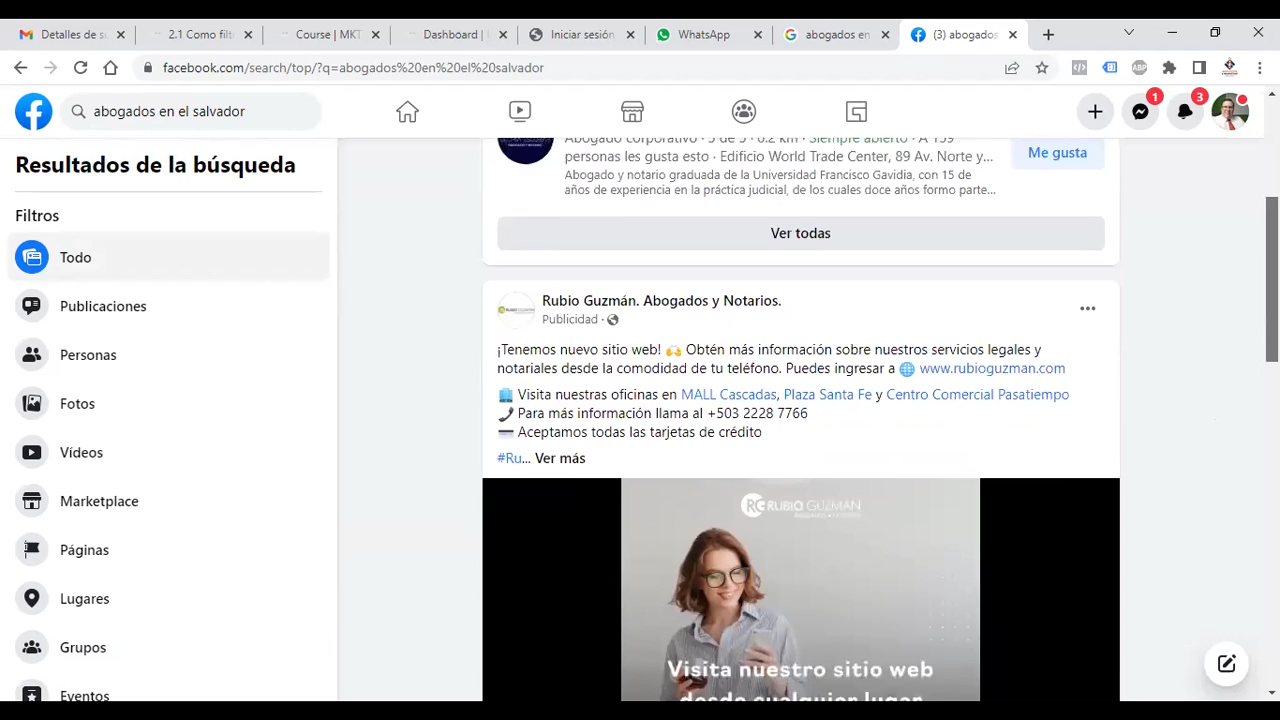 Detalles de su
2.1 Como filt
Course | MKT
Dashboard |
Iniciar sesión
WhatsApp
abogados en
(3) abogados
facebook.com/search/top/?q=abogados%20en%20el%20salvador
ABP
abogados en el salvador
1
3
Resultados de la búsqueda
Filtros
Todo
Publicaciones
Personas
Fotos
Vídeos
Marketplace
Páginas
Lugares
Grupos
Eventos
Abogado corporativo · 5 de 5 · 6.2 km · Siempre abierto · A 159
personas les gusta esto · Edificio World Trade Center, 89 Av. Norte y...
Abogado y notario graduada de la Universidad Francisco Gavidia, con 15 de
años de experiencia en la práctica judicial, de los cuales doce años formo parte...
Me gusta
Ver todas
Rubio Guzmán. Abogados y Notarios.
Publicidad ·
¡Tenemos nuevo sitio web! 🙌 Obtén más información sobre nuestros servicios legales y
notariales desde la comodidad de tu teléfono. Puedes ingresar a 🌐 www.rubioguzman.com
🏢 Visita nuestras oficinas en MALL Cascadas, Plaza Santa Fe y Centro Comercial Pasatiempo
📞 Para más información llama al +503 2228 7766
💳 Aceptamos todas las tarjetas de crédito
#Ru... Ver más
RG RUBIO GUZMÁN
Visita nuestro sitio web
desde cualquier lugar